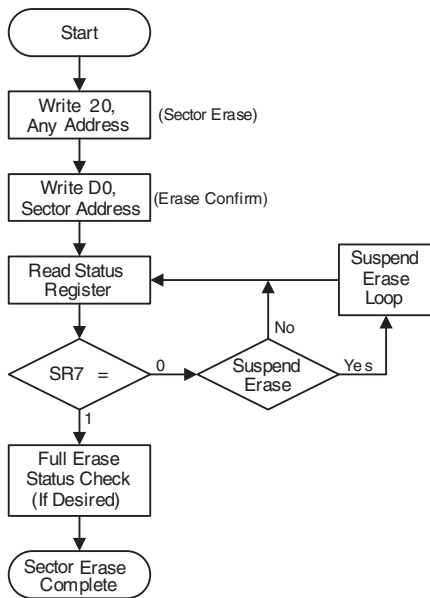 Start
Write 20,
Any Address
(Sector Erase)
Write D0,
Sector Address
(Erase Confirm)
Read Status
Register
Suspend
Erase
Loop
No
SR7 =
0
Suspend
Erase
Yes
1
Full Erase
Status Check
(If Desired)
Sector Erase
Complete